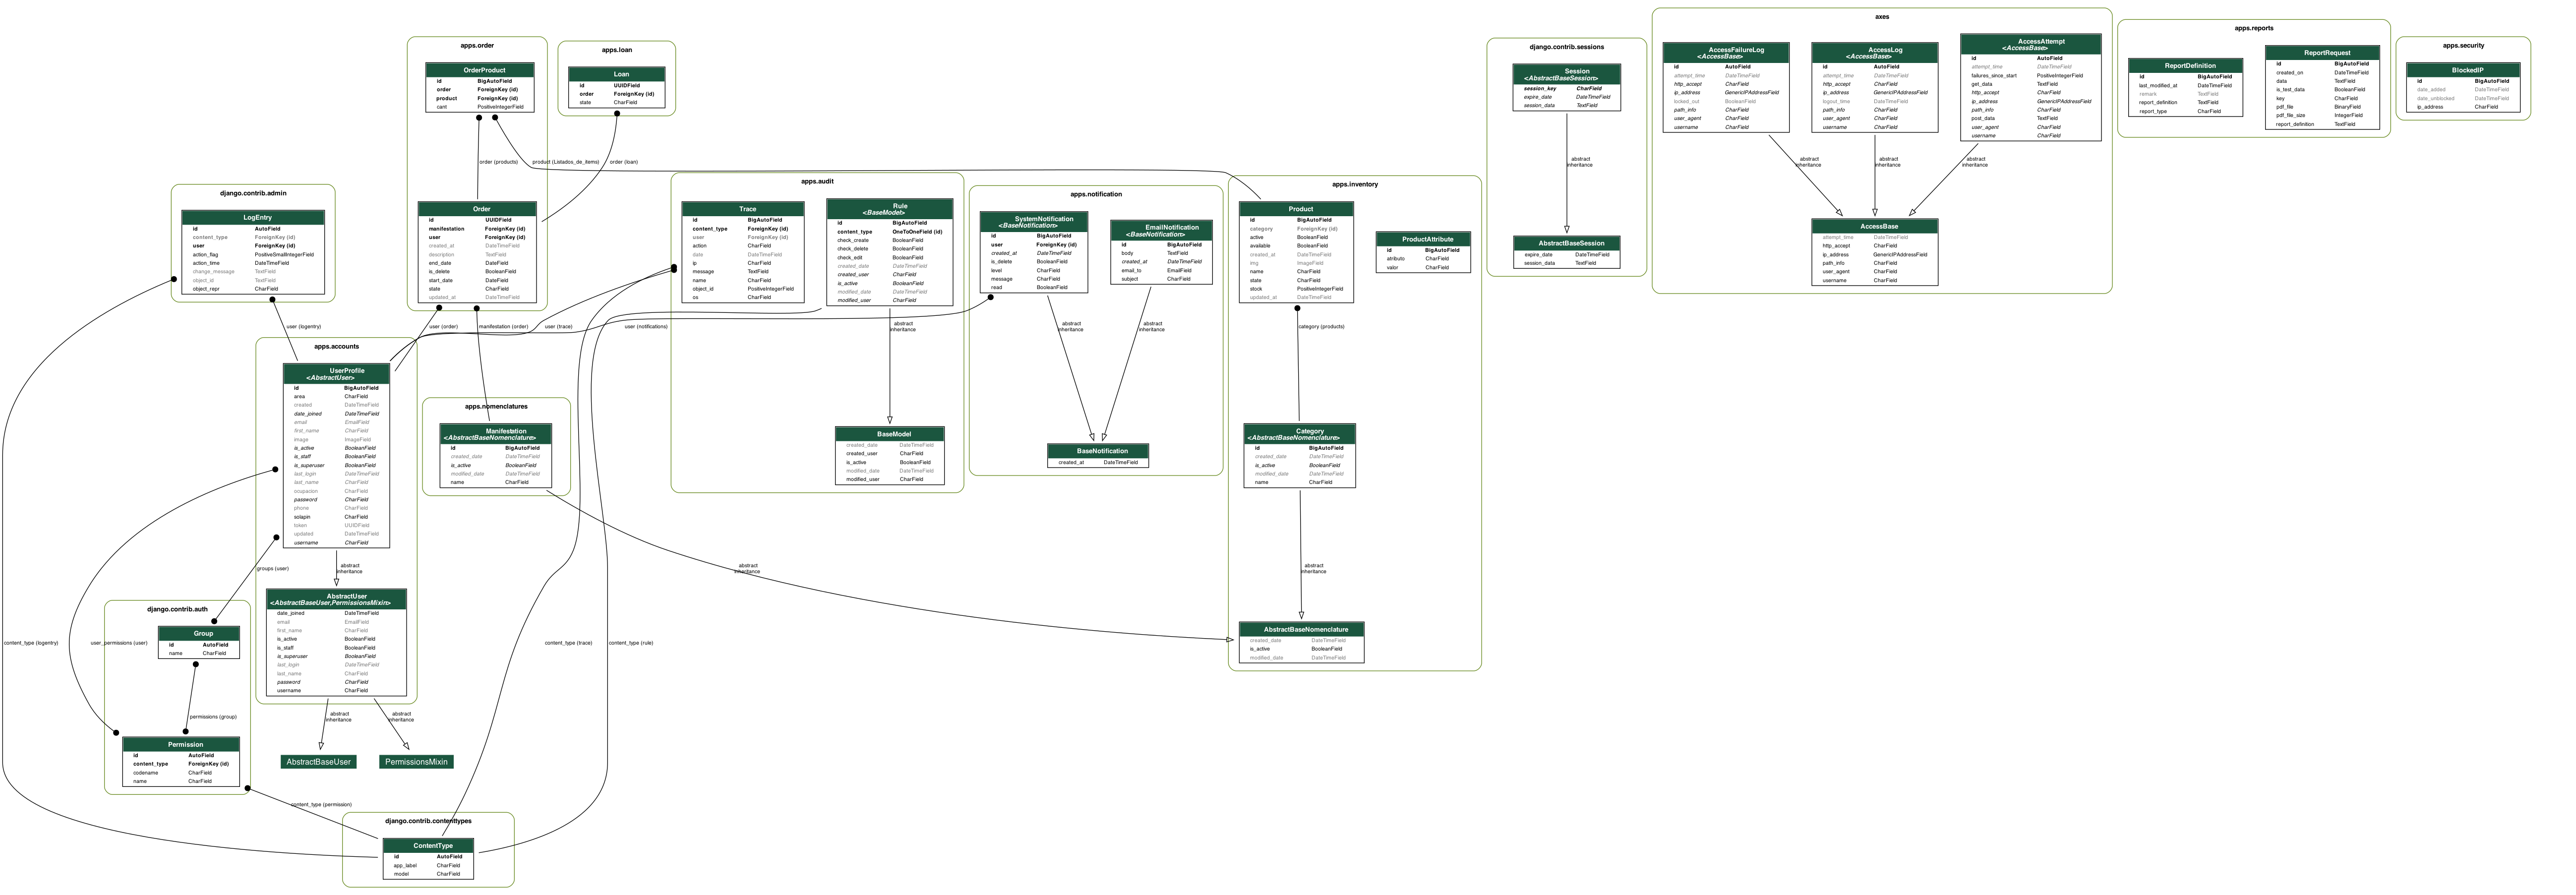 apps.order
OrderProduct
id BigAutoField
order ForeignKey (id)
product ForeignKey (id)
cant PositiveIntegerField
Order
id UUIDField
manifestation ForeignKey (id)
user ForeignKey (id)
created_at DateTimeField
description TextField
end_date DateField
is_delete BooleanField
start_date DateField
state CharField
updated_at DateTimeField
apps.loan
Loan
id UUIDField
order ForeignKey (id)
state CharField
order (products)
product (Listados_de_items)
order (loan)
django.contrib.sessions
Session
<AbstractBaseSession>
session_key CharField
expire_date DateTimeField
session_data TextField
abstract
inheritance
AbstractBaseSession
expire_date DateTimeField
session_data TextField
axes
AccessFailureLog
<AccessBase>
id AutoField
attempt_time DateTimeField
http_accept CharField
ip_address GenericIPAddressField
locked_out BooleanField
path_info CharField
user_agent CharField
username CharField
AccessLog
<AccessBase>
id AutoField
attempt_time DateTimeField
http_accept CharField
ip_address GenericIPAddressField
logout_time DateTimeField
path_info CharField
user_agent CharField
username CharField
AccessAttempt
<AccessBase>
id AutoField
attempt_time DateTimeField
failures_since_start PositiveIntegerField
get_data TextField
http_accept CharField
ip_address GenericIPAddressField
path_info CharField
post_data TextField
user_agent CharField
username CharField
abstract
inheritance
abstract
inheritance
abstract
inheritance
AccessBase
attempt_time DateTimeField
http_accept CharField
ip_address GenericIPAddressField
path_info CharField
user_agent CharField
username CharField
apps.reports
ReportDefinition
id BigAutoField
last_modified_at DateTimeField
remark TextField
report_definition TextField
report_type CharField
ReportRequest
id BigAutoField
created_on DateTimeField
data TextField
is_test_data BooleanField
key CharField
pdf_file BinaryField
pdf_file_size IntegerField
report_definition TextField
apps.security
BlockedIP
id BigAutoField
date_added DateTimeField
date_unblocked DateTimeField
ip_address CharField
django.contrib.admin
LogEntry
id AutoField
content_type ForeignKey (id)
user ForeignKey (id)
action_flag PositiveSmallIntegerField
action_time DateTimeField
change_message TextField
object_id TextField
object_repr CharField
apps.audit
Trace
id BigAutoField
content_type ForeignKey (id)
user ForeignKey (id)
action CharField
date DateTimeField
ip CharField
message TextField
name CharField
object_id PositiveIntegerField
os CharField
Rule
<BaseModel>
id BigAutoField
content_type OneToOneField (id)
check_create BooleanField
check_delete BooleanField
check_edit BooleanField
created_date DateTimeField
created_user CharField
is_active BooleanField
modified_date DateTimeField
modified_user CharField
abstract
inheritance
BaseModel
created_date DateTimeField
created_user CharField
is_active BooleanField
modified_date DateTimeField
modified_user CharField
apps.notification
SystemNotification
<BaseNotification>
id BigAutoField
user ForeignKey (id)
created_at DateTimeField
is_delete BooleanField
level CharField
message CharField
read BooleanField
EmailNotification
<BaseNotification>
id BigAutoField
body TextField
created_at DateTimeField
email_to EmailField
subject CharField
abstract
inheritance
abstract
inheritance
BaseNotification
created_at DateTimeField
apps.inventory
Product
id BigAutoField
category ForeignKey (id)
active BooleanField
available BooleanField
created_at DateTimeField
img ImageField
name CharField
state CharField
stock PositiveIntegerField
updated_at DateTimeField
ProductAttribute
id BigAutoField
atributo CharField
valor CharField
category (products)
Category
<AbstractBaseNomenclature>
id BigAutoField
created_date DateTimeField
is_active BooleanField
modified_date DateTimeField
name CharField
abstract
inheritance
AbstractBaseNomenclature
created_date DateTimeField
is_active BooleanField
modified_date DateTimeField
user (logentry)
user (order)
manifestation (order)
user (trace)
user (notifications)
apps.accounts
UserProfile
<AbstractUser>
id BigAutoField
area CharField
created DateTimeField
date_joined DateTimeField
email EmailField
first_name CharField
image ImageField
is_active BooleanField
is_staff BooleanField
is_superuser BooleanField
last_login DateTimeField
last_name CharField
ocupacion CharField
password CharField
phone CharField
solapin CharField
token UUIDField
updated DateTimeField
username CharField
apps.nomenclatures
Manifestation
<AbstractBaseNomenclature>
id BigAutoField
created_date DateTimeField
is_active BooleanField
modified_date DateTimeField
name CharField
groups (user)
abstract
inheritance
abstract
inheritance
AbstractUser
<AbstractBaseUser,PermissionsMixin>
date_joined DateTimeField
email EmailField
first_name CharField
is_active BooleanField
is_staff BooleanField
is_superuser BooleanField
last_login DateTimeField
last_name CharField
password CharField
username CharField
django.contrib.auth
Group
id AutoField
name CharField
content_type (logentry)
user_permissions (user)
content_type (trace)
content_type (rule)
permissions (group)
abstract
inheritance
abstract
inheritance
Permission
id AutoField
content_type ForeignKey (id)
codename CharField
name CharField
AbstractBaseUser
PermissionsMixin
content_type (permission)
django.contrib.contenttypes
ContentType
id AutoField
app_label CharField
model CharField